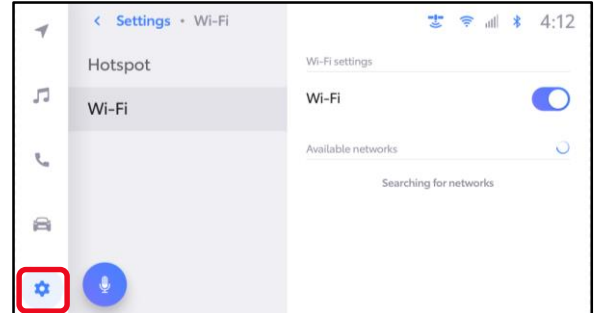 Settings • Wi-Fi
4:12
Hotspot
Wi-Fi
Wi-Fi settings
Wi-Fi
Available networks
Searching for networks